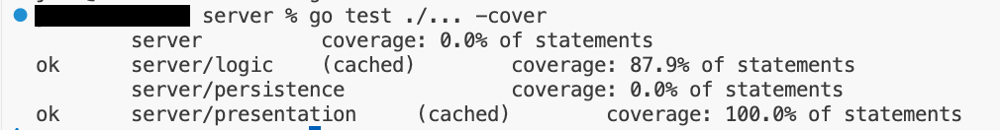 server % go test ./... -cover
server coverage: 0.0% of statements
ok server/logic (cached) coverage: 87.9% of statements
server/persistence coverage: 0.0% of statements
ok server/presentation (cached) coverage: 100.0% of statements